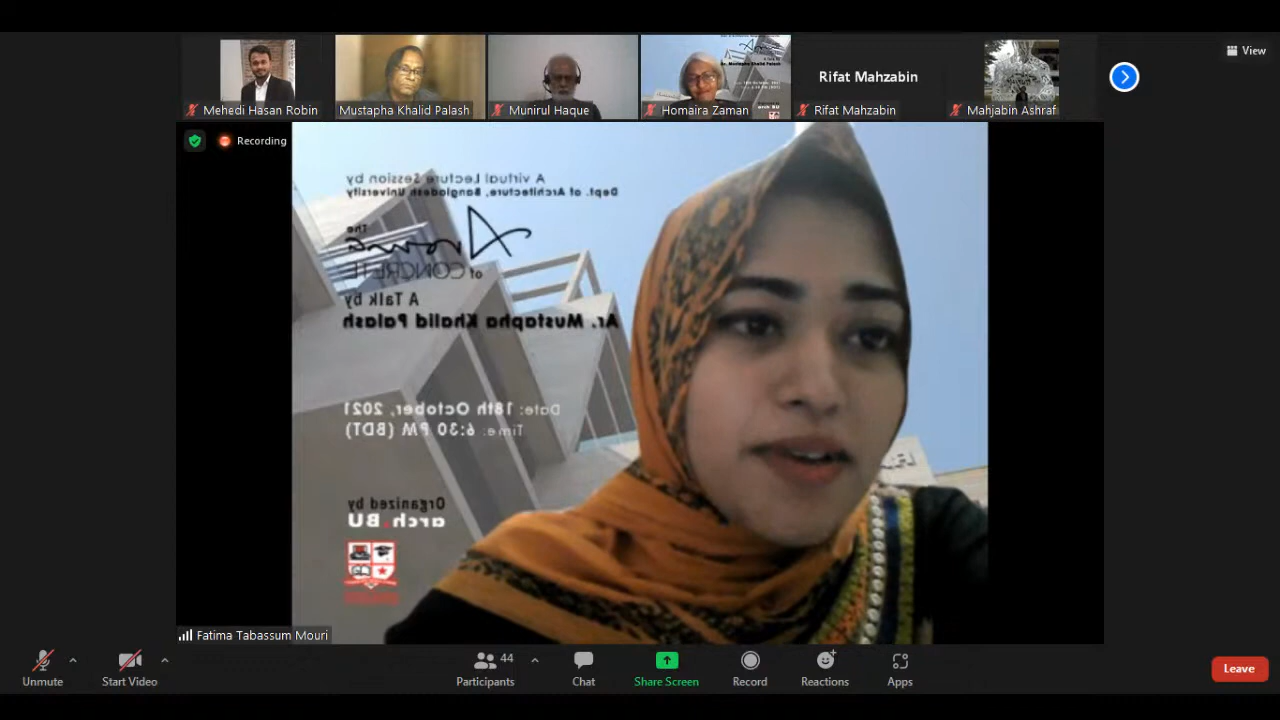 View
Rifat Mahzabin
Mehedi Hasan Robin
Mustapha Khalid Palash
Munirul Haque
Homaira Zaman
Rifat Mahzabin
Mahjabin Ashraf
Recording
A virtual Lecture Session by
Dept. of Architecture, Bangladesh University
The
Aroma
of CONCRETE
A Talk by
Ar. Mustapha Khalid Palash
Date: 18th October, 2021
Time: 6:30 PM (BDT)
Organized by
arch.BU
Fatima Tabassum Mouri
Unmute
Start Video
44
Participants
Chat
Share Screen
Record
Reactions
Apps
Leave